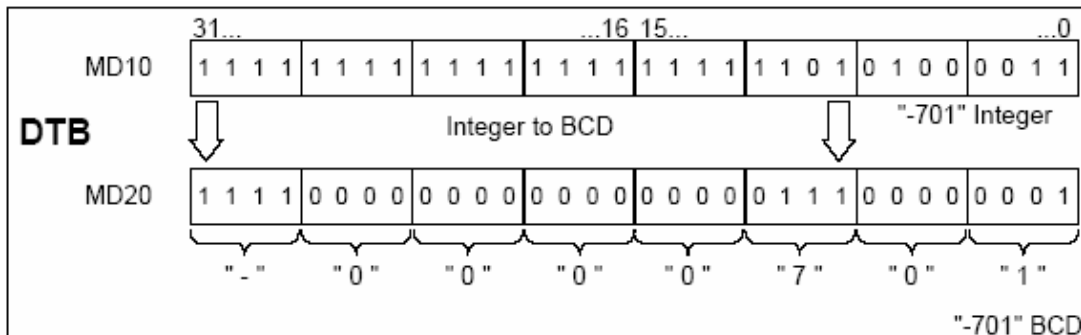 31... ...16 15... ...0
MD10 1 1 1 1 1 1 1 1 1 1 1 1 1 1 1 1 1 1 1 1 1 1 0 1 0 1 0 0 0 0 1 1
DTB Integer to BCD "-701" Integer
MD20 1 1 1 1 0 0 0 0 0 0 0 0 0 0 0 0 0 0 0 0 0 1 1 1 0 0 0 0 0 0 0 1
" - " " 0 " " 0 " " 0 " " 0 " " 7 " " 0 " " 1 "
"-701" BCD